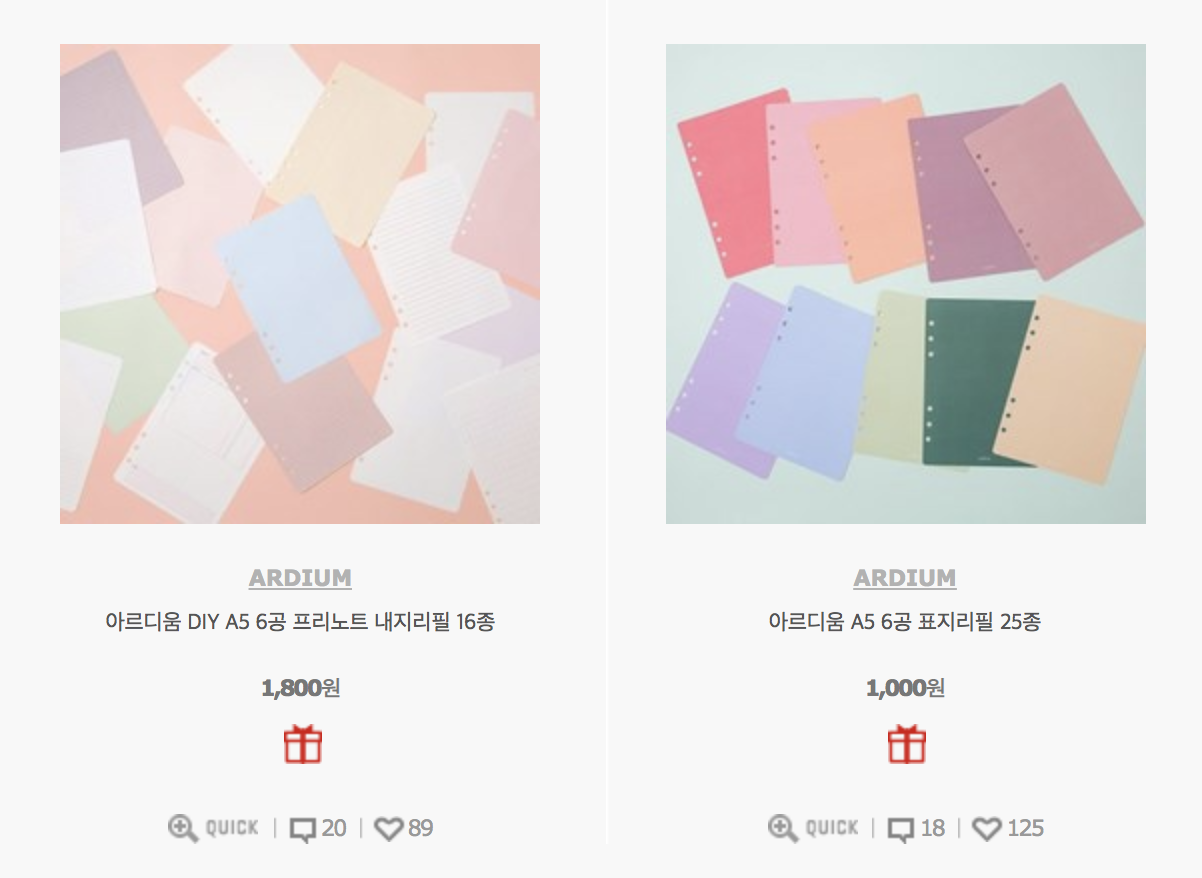 ARDIUM
아르디움 DIY A5 6공 프리노트 내지리필 16종
1,800원
QUICK | 20 | 89
ARDIUM
아르디움 A5 6공 표지리필 25종
1,000원
QUICK | 18 | 125